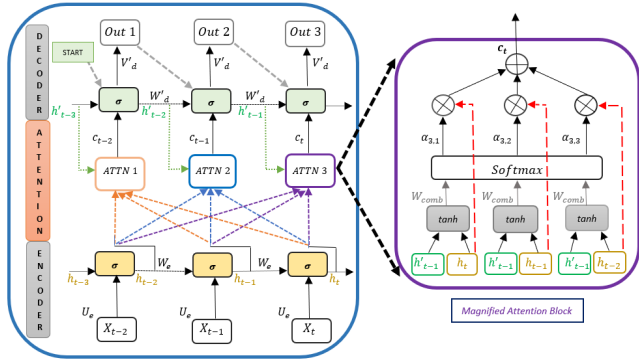 DECODER
ATTENTION
ENCODER
Out 1
Out 2
Out 3
START
V'd
V'd
V'd
W'd
W'd
σ
σ
σ
h't−3
h't−2
h't−1
ct−2
ct−1
ct
ATTN 1
ATTN 2
ATTN 3
σ
We
σ
We
σ
ht−3
ht−2
ht−1
ht
Ue
Ue
Ue
Xt−2
Xt−1
Xt
ct
α3.1
α3.2
α3.3
Softmax
Wcomb
Wcomb
Wcomb
tanh
tanh
tanh
h't−1
ht
h't−1
ht−1
h't−1
ht−2
Magnified Attention Block